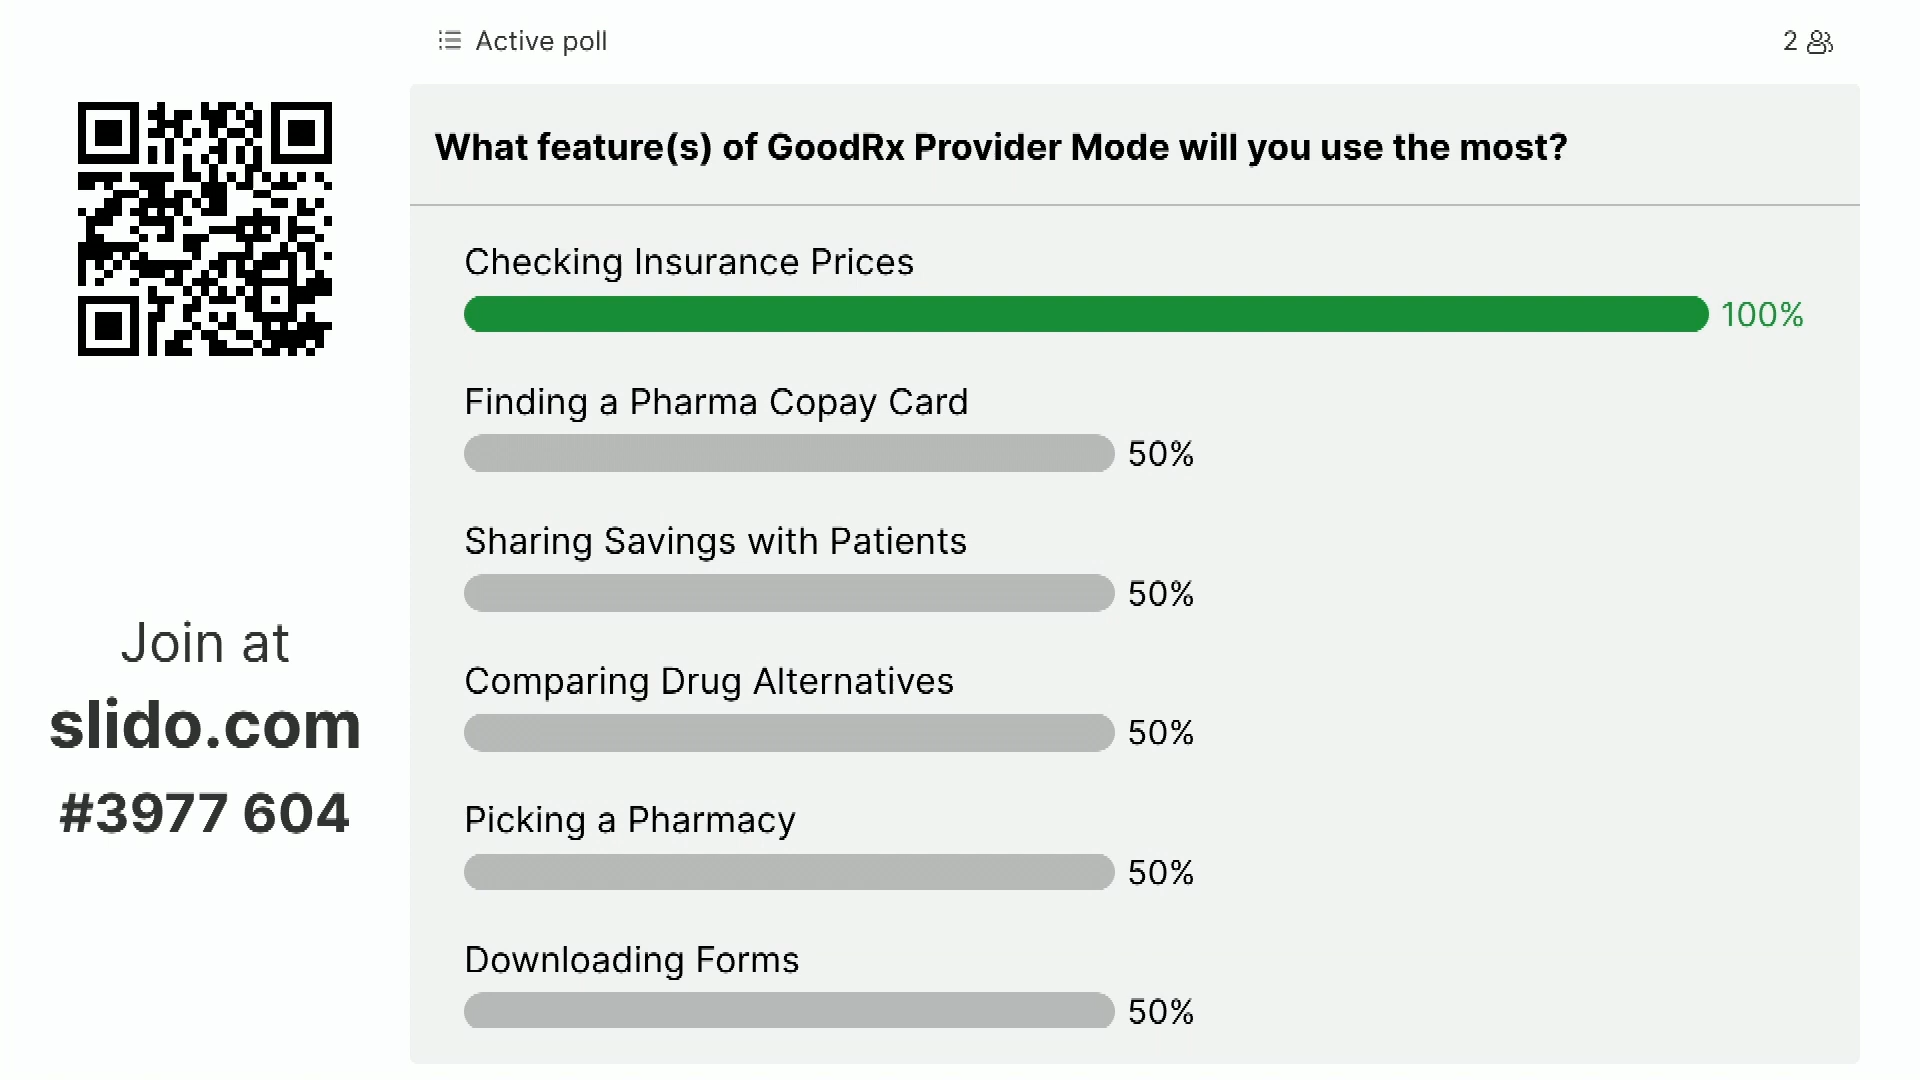 Active poll
2
What feature(s) of GoodRx Provider Mode will you use the most?
Checking Insurance Prices
100%
Finding a Pharma Copay Card
50%
Sharing Savings with Patients
50%
Comparing Drug Alternatives
50%
Picking a Pharmacy
50%
Downloading Forms
50%
Join at
slido.com
#3977 604